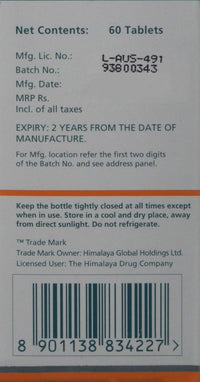 Net Contents: 60 Tablets
Mfg. Lic. No.: L-AUS-491
Batch No.: 93600343
Mfg. Date:
MRP Rs.
Incl. of all taxes
EXPIRY: 2 YEARS FROM THE DATE OF
MANUFACTURE.
For Mfg. location refer the first two digits
of the Batch No. and see address panel.
Keep the bottle tightly closed at all times except
when in use. Store in a cool and dry place, away
from direct sunlight. Do not refrigerate.
™ Trade Mark
Trade Mark Owner: Himalaya Global Holdings Ltd.
Licensed User: The Himalaya Drug Company
8 901138 834227 >